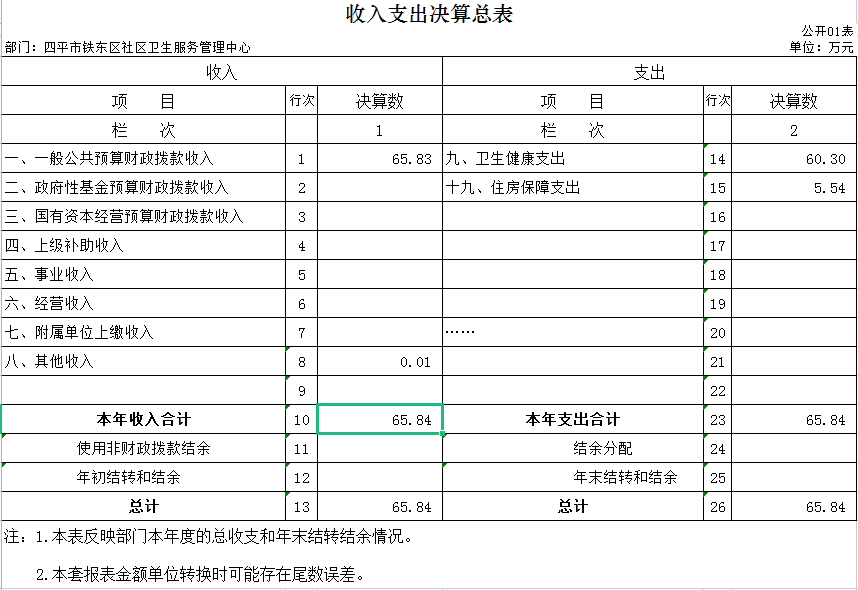 收入支出决算总表
公开01表
部门：四平市铁东区社区卫生服务管理中心 单位：万元
收入 支出
项 目 行次 决算数 项 目 行次 决算数
栏 次 1 栏 次 2
一、一般公共预算财政拨款收入 1 65.83 九、卫生健康支出 14 60.30
二、政府性基金预算财政拨款收入 2 十九、住房保障支出 15 5.54
三、国有资本经营预算财政拨款收入 3 16
四、上级补助收入 4 17
五、事业收入 5 18
六、经营收入 6 19
七、附属单位上缴收入 7 …… 20
八、其他收入 8 0.01 21
9 22
本年收入合计 10 65.84 本年支出合计 23 65.84
使用非财政拨款结余 11 结余分配 24
年初结转和结余 12 年末结转和结余 25
总计 13 65.84 总计 26 65.84
注：1.本表反映部门本年度的总收支和年末结转结余情况。
2.本套报表金额单位转换时可能存在尾数误差。